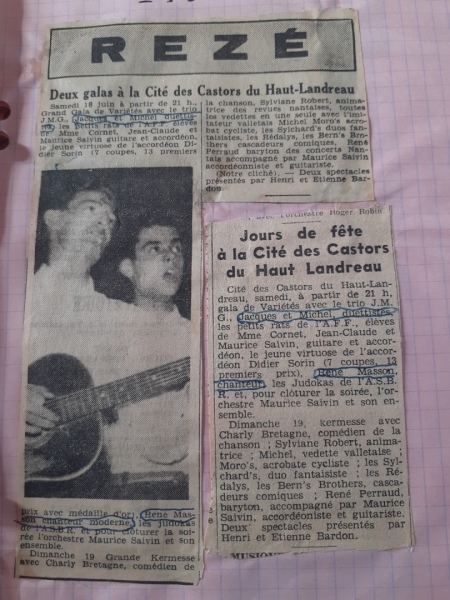 REZÉ
Deux galas à la Cité des Castors du Haut-Landreau
Samedi 18 juin à partir de 21 h.,
Grand Gala de Variétés avec le trio
J.M.G., Jacques et Michel duettistes,
les Petits rats de l'A.F.F., élèves
de Mme Cornet, Jean-Claude et
Maurice Saivin guitare et accordéon,
le jeune virtuose de l'accordéon Di-
dier Sorin (7 coupes, 13 premiers
prix avec médaille d'or), René Mas-
son chanteur moderne, les judokas
de l'A.S.B.R. et pour clôturer la soi-
rée l'orchestre Maurice Saivin et son
ensemble.
Dimanche 19 Grande Kermesse
avec Charly Bretagne, comédien de
la chanson, Sylviane Robert, anima-
trice des revues nantaises, toutes
les vedettes en une seule avec l'imi-
tateur valletais Michel Moro's acro-
bat cycliste, les Sylchard's duos fan-
taisistes, les Rédalys, les Bern's Bro-
thers cascadeurs comiques, René
Perraud baryton des concerts Nan-
tais accompagné par Maurice Saivin
accordéoniste et guitariste.
(Notre cliché). — Deux spectacles
présentés par Henri et Etienne Bar-
don.
avec l'orchestre Roger Robin
Jours de fête
à la Cité des Castors
du Haut Landreau
Cité des Castors du Haut-Lan-
dreau, samedi, à partir de 21 h,
gala de Variétés avec le trio J.M.
G., Jacques et Michel, duettistes,
les petits rats de l'A.F.F., élèves
de Mme Cornet, Jean-Claude et
Maurice Saivin, guitare et accor-
déon, le jeune virtuose de l'accor-
déon Didier Sorin (7 coupes, 13
premiers prix), René Masson,
chanteur, les Judokas de l'A.S.B.
R. et, pour clôturer la soirée, l'or-
chestre Maurice Saivin et son en-
semble.
Dimanche 19, kermesse avec
Charly Bretagne, comédien de la
chanson ; Sylviane Robert, anima-
trice ; Michel, vedette valletaise ;
Moro's, acrobate cycliste ; les Syl-
chard's, duo fantaisiste ; les Ré-
dalys, les Bern's Brothers, casca-
deurs comiques ; René Perraud,
baryton, accompagné par Maurice
Saivin, accordéoniste et guitariste.
Deux spectacles présentés par
Henri et Etienne Bardon.